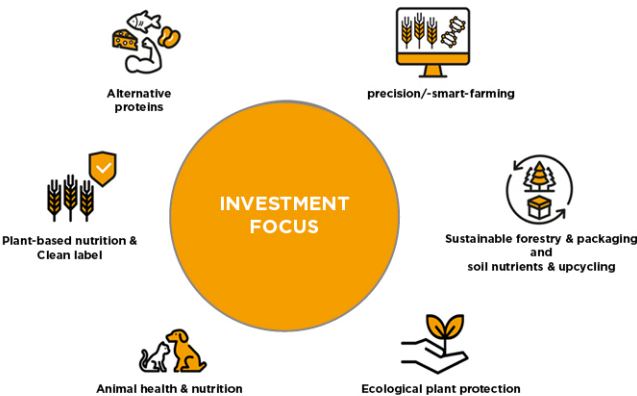 Alternative
proteins
precision/-smart-farming
INVESTMENT
FOCUS
Plant-based nutrition &
Clean label
Sustainable forestry & packaging
and
soil nutrients & upcycling
Animal health & nutrition
Ecological plant protection